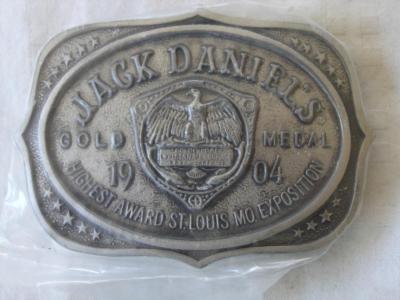 JACK DANIEL'S
GOLD MEDAL
19 04
HIGHEST AWARD ST. LOUIS MO EXPOSITION